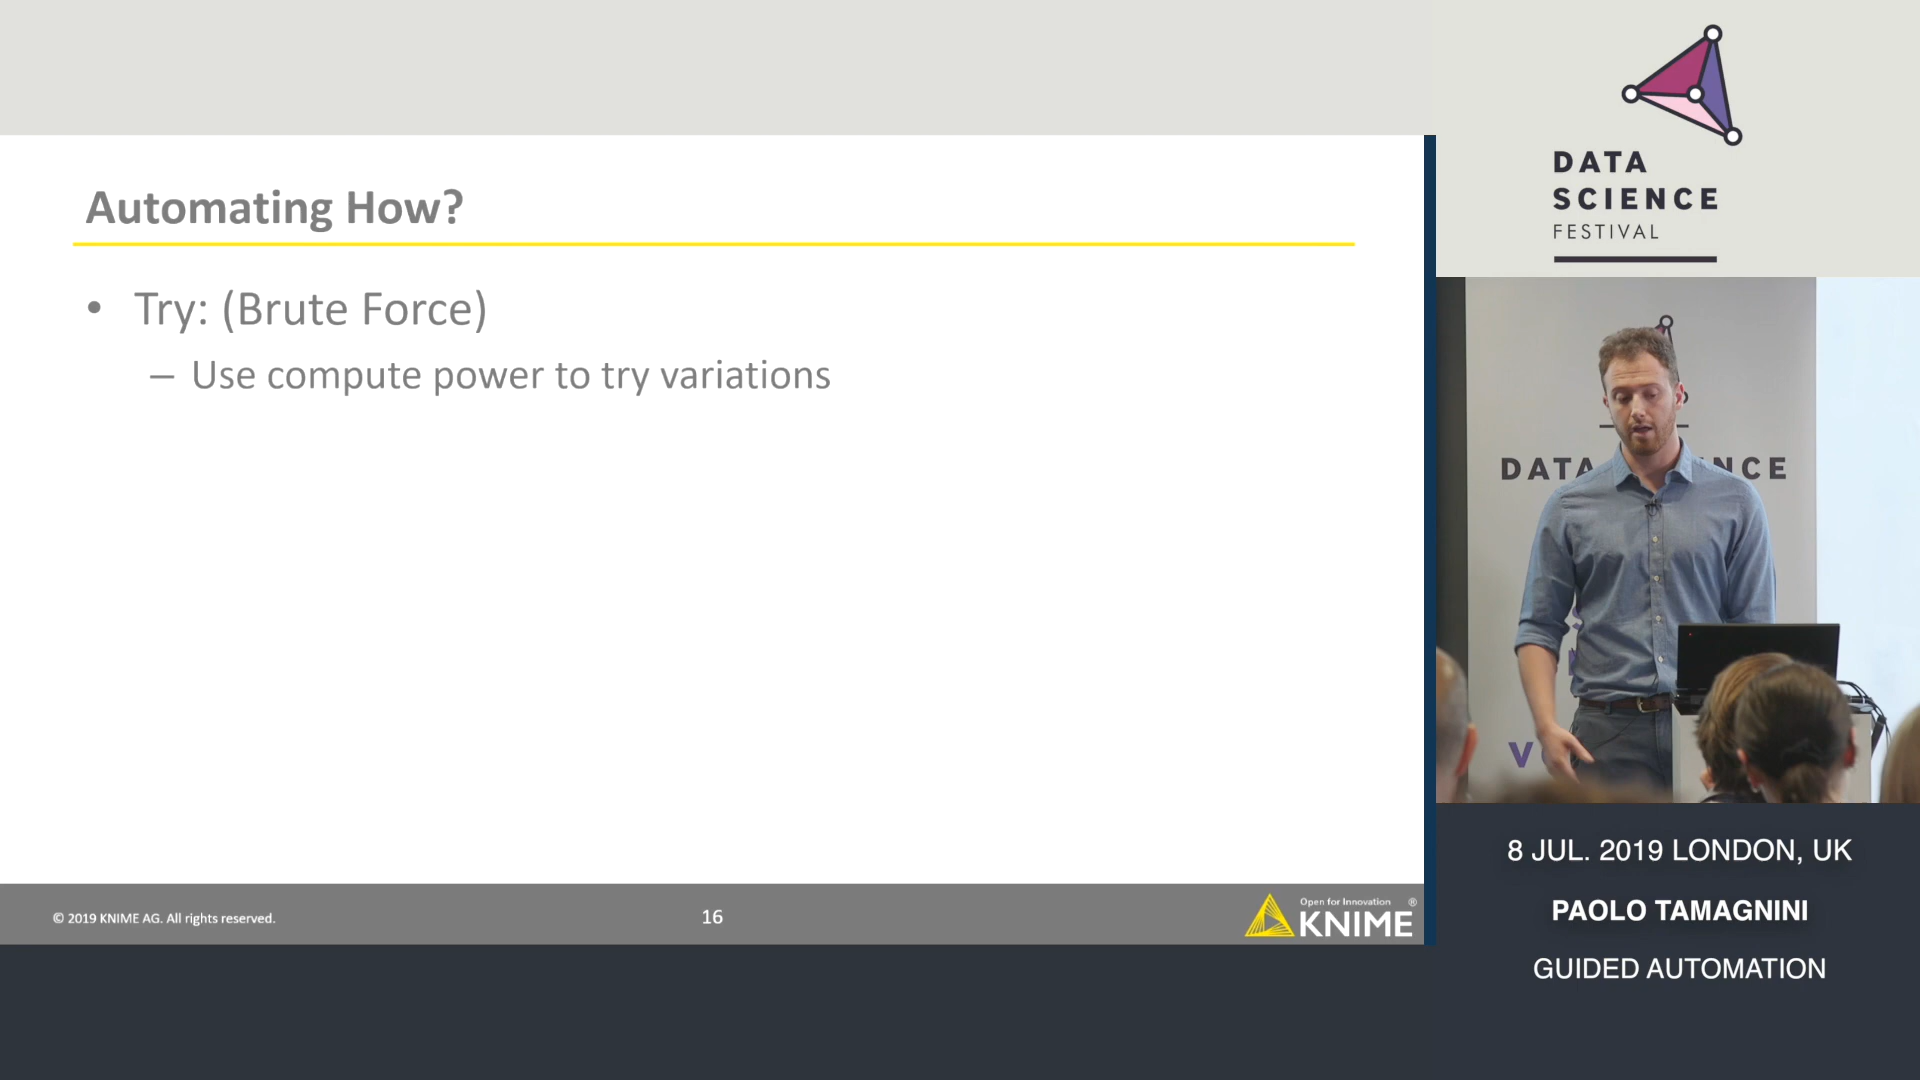 Automating How?
• Try: (Brute Force)
– Use compute power to try variations
© 2019 KNIME AG. All rights reserved.
16
Open for Innovation ®
KNIME
DATA
SCIENCE
FESTIVAL
DATA NCE
V
8 JUL. 2019 LONDON, UK
PAOLO TAMAGNINI
GUIDED AUTOMATION